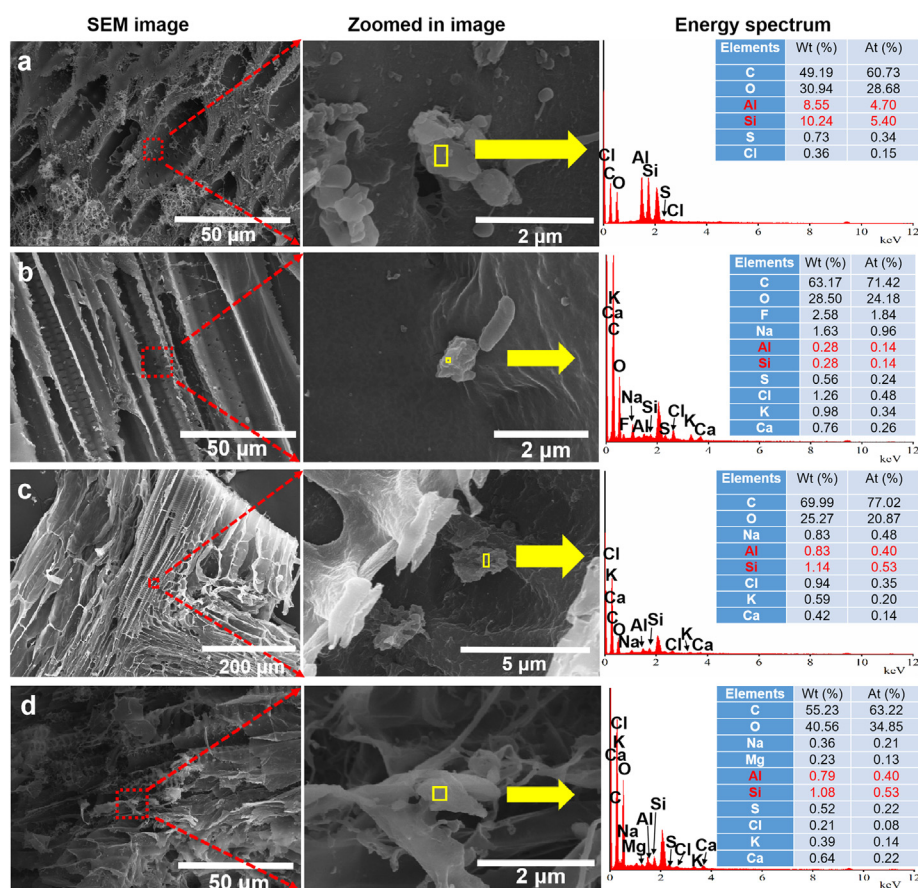 SEM image Zoomed in image Energy spectrum
a
50 µm
2 µm
Cl
C
O
Al
Si
S
Cl
0 2 4 6 8 10 12
keV
Elements Wt (%) At (%)
C 49.19 60.73
O 30.94 28.68
Al 8.55 4.70
Si 10.24 5.40
S 0.73 0.34
Cl 0.36 0.15
b
50 µm
2 µm
K
Ca
C
O
F
Na
Al
Si
S
Cl
K
Ca
0 2 4 6 8 10 12
keV
Elements Wt (%) At (%)
C 63.17 71.42
O 28.50 24.18
F 2.58 1.84
Na 1.63 0.96
Al 0.28 0.14
Si 0.28 0.14
S 0.56 0.24
Cl 1.26 0.48
K 0.98 0.34
Ca 0.76 0.26
c
200 µm
5 µm
Cl
K
Ca
C
O
Na
Al
Si
Cl
K
Ca
0 2 4 6 8 10 12
keV
Elements Wt (%) At (%)
C 69.99 77.02
O 25.27 20.87
Na 0.83 0.48
Al 0.83 0.40
Si 1.14 0.53
Cl 0.94 0.35
K 0.59 0.20
Ca 0.42 0.14
d
50 µm
2 µm
Cl
K
Ca
O
C
Na
Mg
Al
Si
S
Cl
K
Ca
0 2 4 6 8 10 12
keV
Elements Wt (%) At (%)
C 55.23 63.22
O 40.56 34.85
Na 0.36 0.21
Mg 0.23 0.13
Al 0.79 0.40
Si 1.08 0.53
S 0.52 0.22
Cl 0.21 0.08
K 0.39 0.14
Ca 0.64 0.22